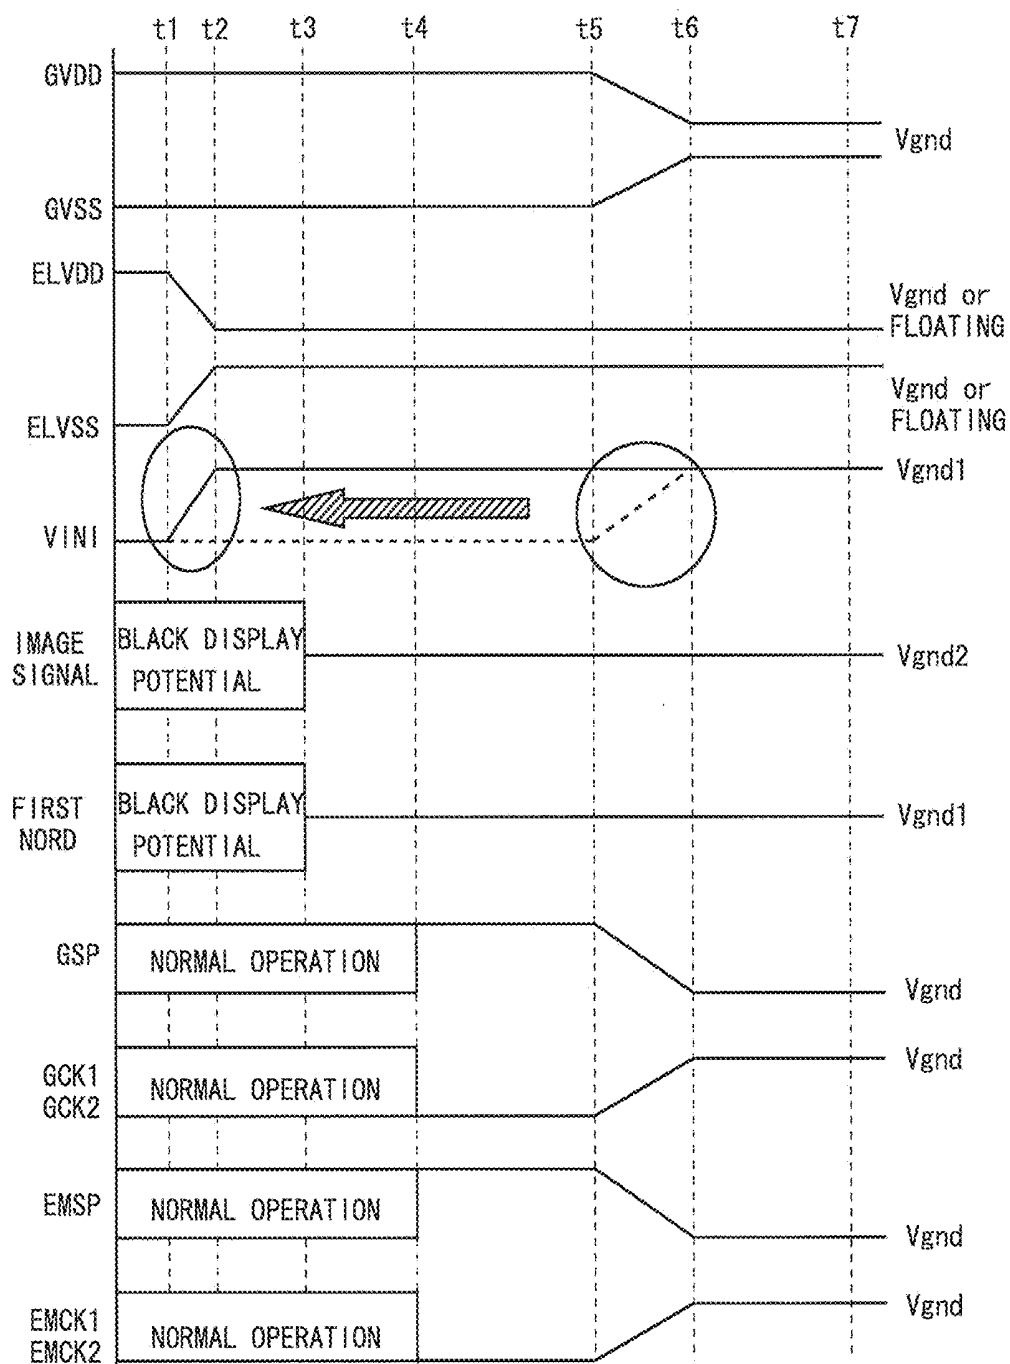 t1 t2 t3 t4 t5 t6 t7
GVDD
Vgnd
GVSS
ELVDD
Vgnd or
FLOATING
Vgnd or
FLOATING
ELVSS
Vgnd1
VINI
IMAGE
SIGNAL
BLACK DISPLAY
POTENTIAL
Vgnd2
FIRST
NORD
BLACK DISPLAY
POTENTIAL
Vgnd1
GSP
NORMAL OPERATION
Vgnd
GCK1
GCK2
NORMAL OPERATION
Vgnd
EMSP
NORMAL OPERATION
Vgnd
EMCK1
EMCK2
NORMAL OPERATION
Vgnd